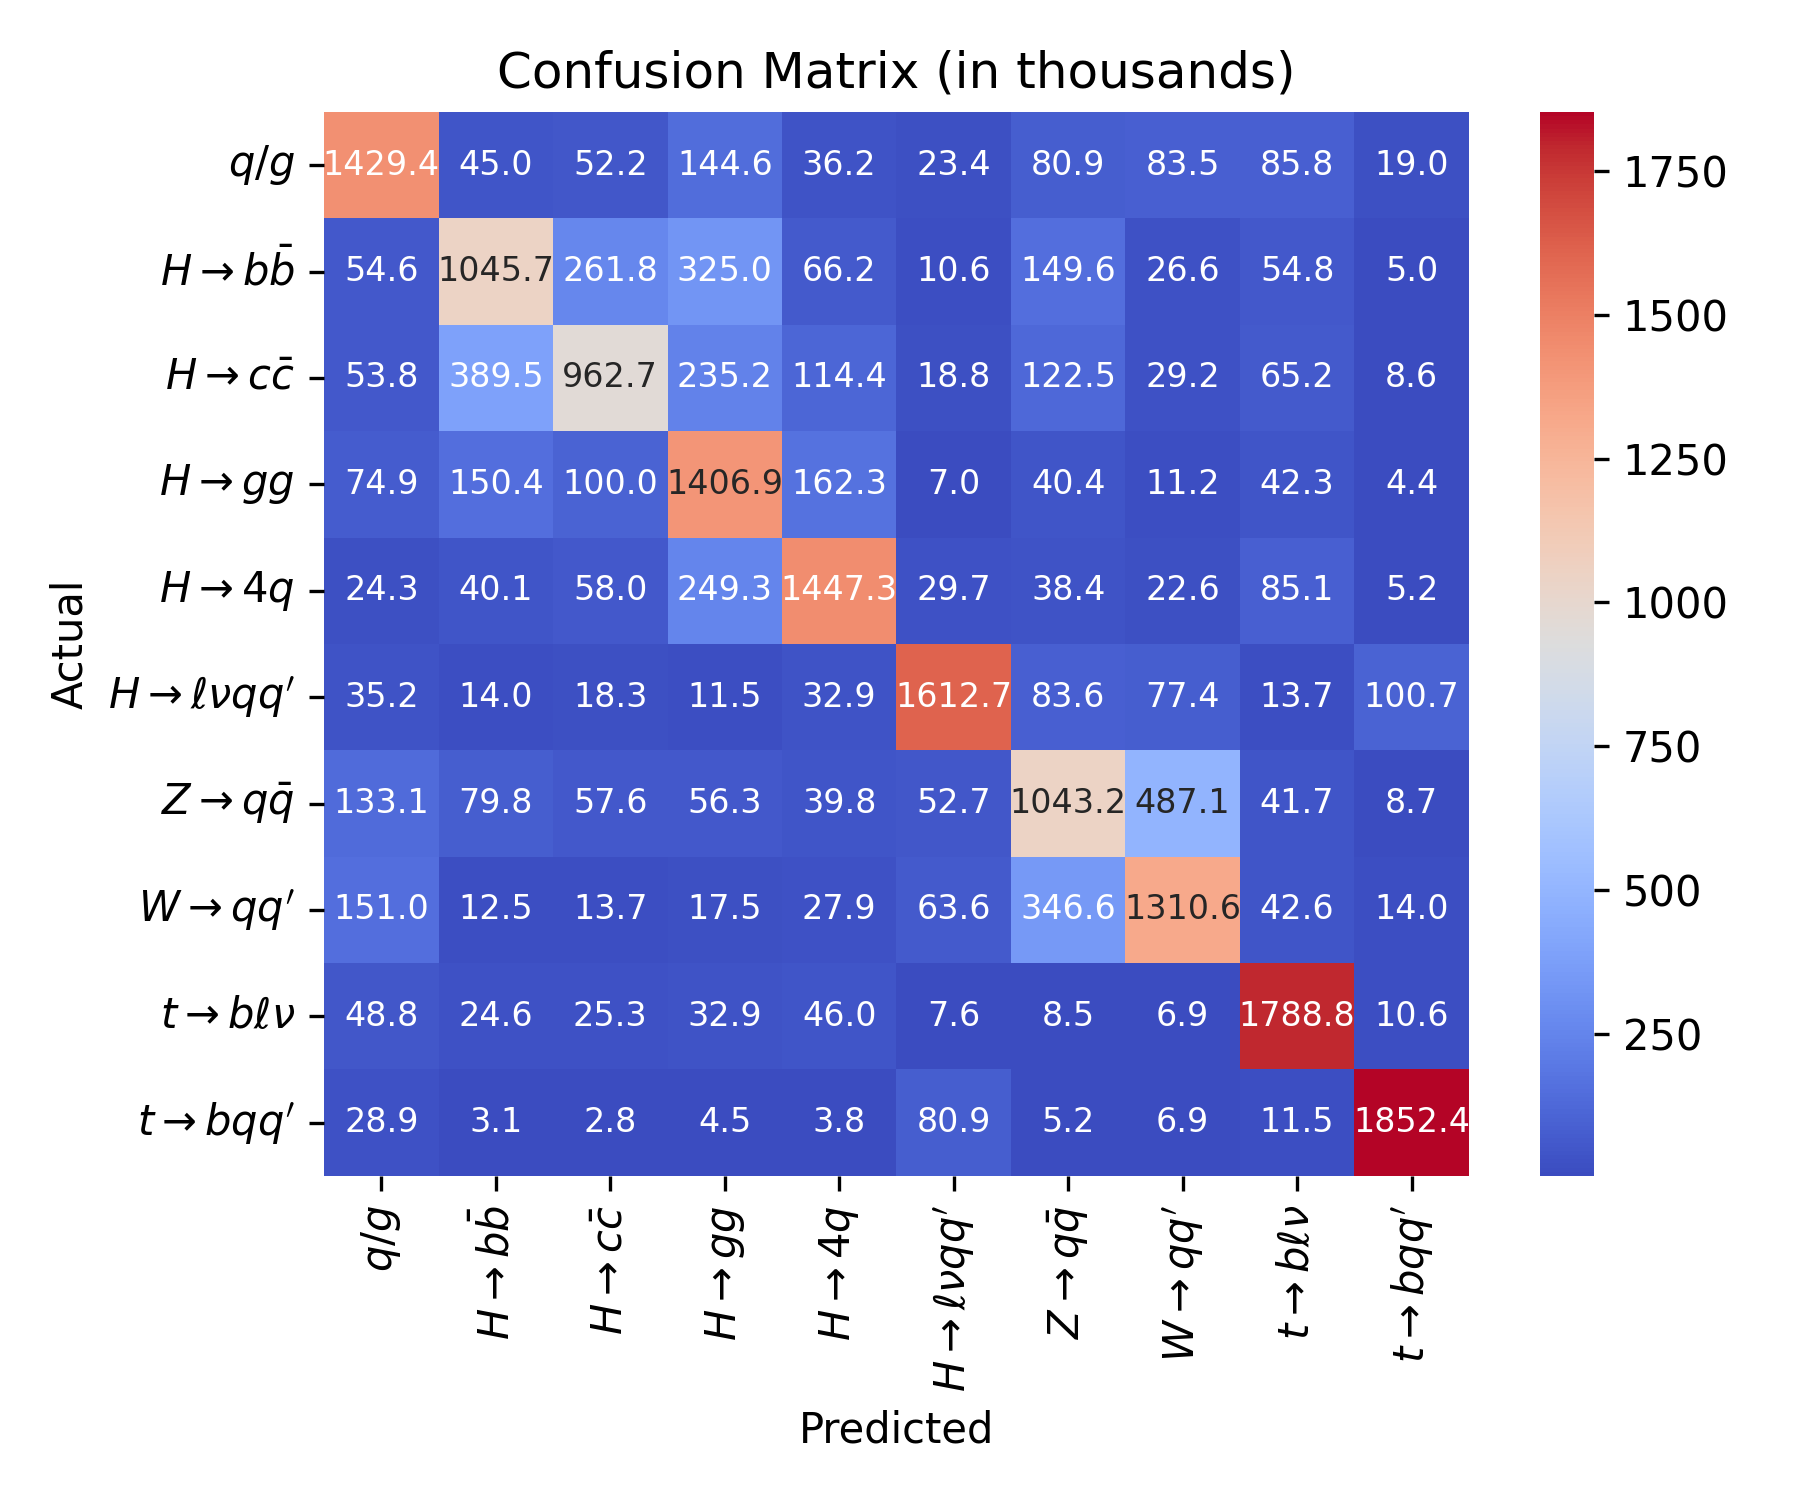 Confusion Matrix (in thousands)
Actual
q/g 1429.4 45.0 52.2 144.6 36.2 23.4 80.9 83.5 85.8 19.0
H→bb̄ 54.6 1045.7 261.8 325.0 66.2 10.6 149.6 26.6 54.8 5.0
H→cc̄ 53.8 389.5 962.7 235.2 114.4 18.8 122.5 29.2 65.2 8.6
H→gg 74.9 150.4 100.0 1406.9 162.3 7.0 40.4 11.2 42.3 4.4
H→4q 24.3 40.1 58.0 249.3 1447.3 29.7 38.4 22.6 85.1 5.2
H→ℓνqq′ 35.2 14.0 18.3 11.5 32.9 1612.7 83.6 77.4 13.7 100.7
Z→qq̄ 133.1 79.8 57.6 56.3 39.8 52.7 1043.2 487.1 41.7 8.7
W→qq′ 151.0 12.5 13.7 17.5 27.9 63.6 346.6 1310.6 42.6 14.0
t→bℓν 48.8 24.6 25.3 32.9 46.0 7.6 8.5 6.9 1788.8 10.6
t→bqq′ 28.9 3.1 2.8 4.5 3.8 80.9 5.2 6.9 11.5 1852.4
q/g H→bb̄ H→cc̄ H→gg H→4q H→ℓνqq′ Z→qq̄ W→qq′ t→bℓν t→bqq′
Predicted
1750
1500
1250
1000
750
500
250